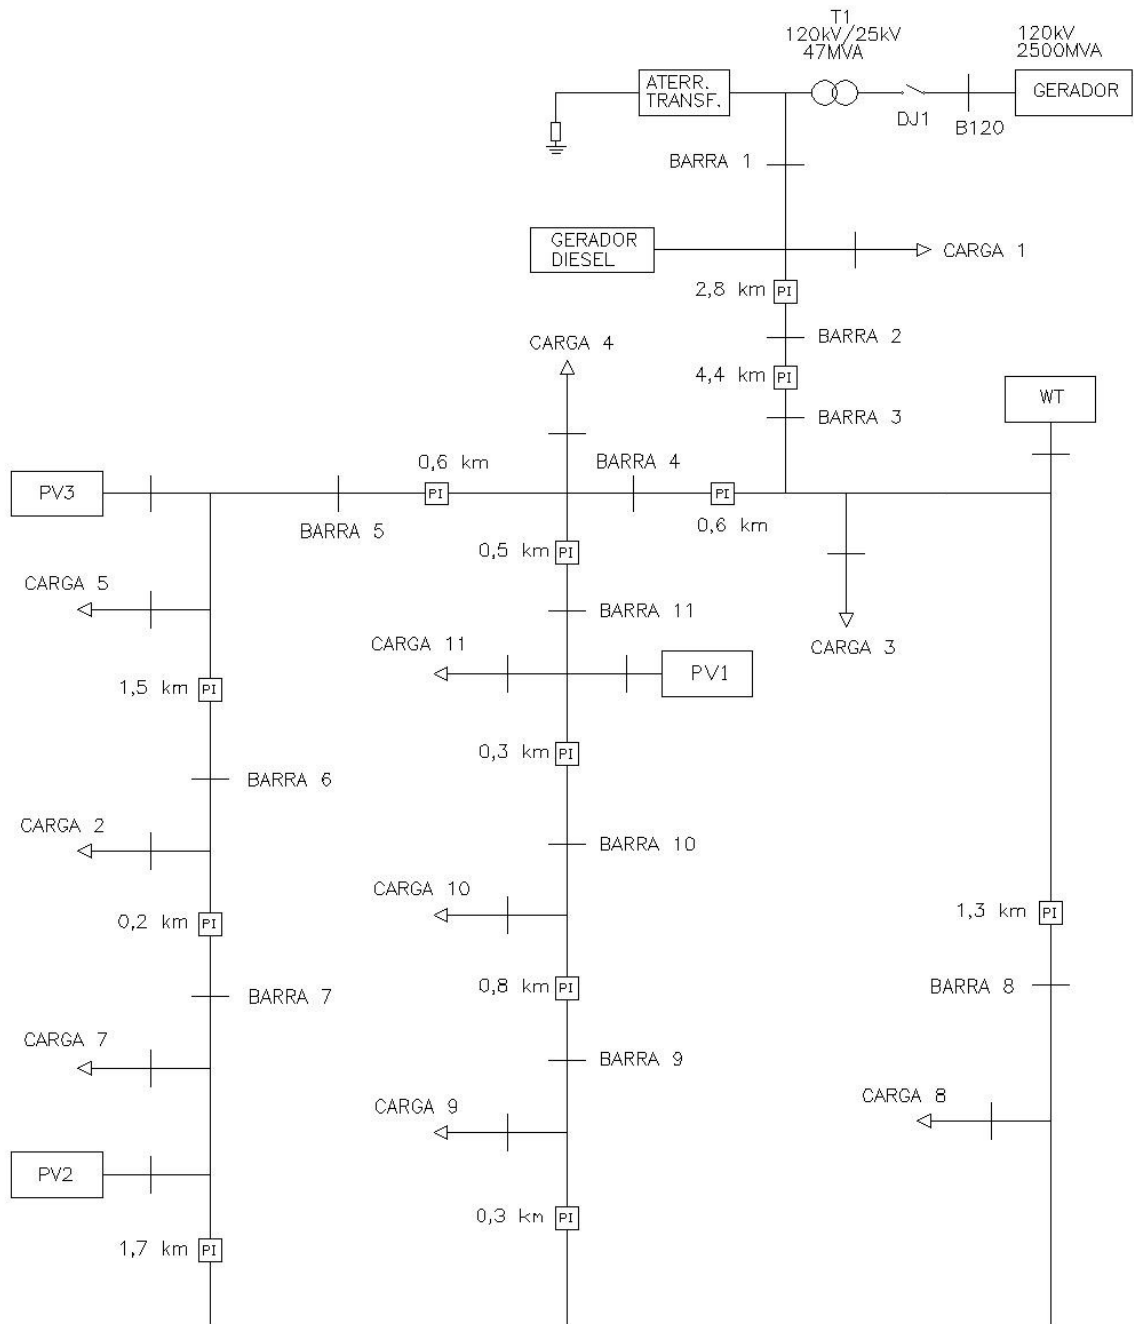 T1
120kV/25kV
47MVA
120kV
2500MVA
ATERR.
TRANSF.
GERADOR
DJ1
B120
BARRA 1
GERADOR
DIESEL
CARGA 1
2,8 km PI
CARGA 4
BARRA 2
4,4 km PI
WT
BARRA 3
0,6 km
BARRA 4
PV3
PI
PI
BARRA 5
0,6 km
0,5 km PI
CARGA 5
BARRA 11
CARGA 11
CARGA 3
PV1
1,5 km PI
0,3 km PI
BARRA 6
CARGA 2
BARRA 10
CARGA 10
0,2 km PI
1,3 km PI
0,8 km PI
BARRA 7
BARRA 8
CARGA 7
BARRA 9
CARGA 9
CARGA 8
PV2
0,3 km PI
1,7 km PI